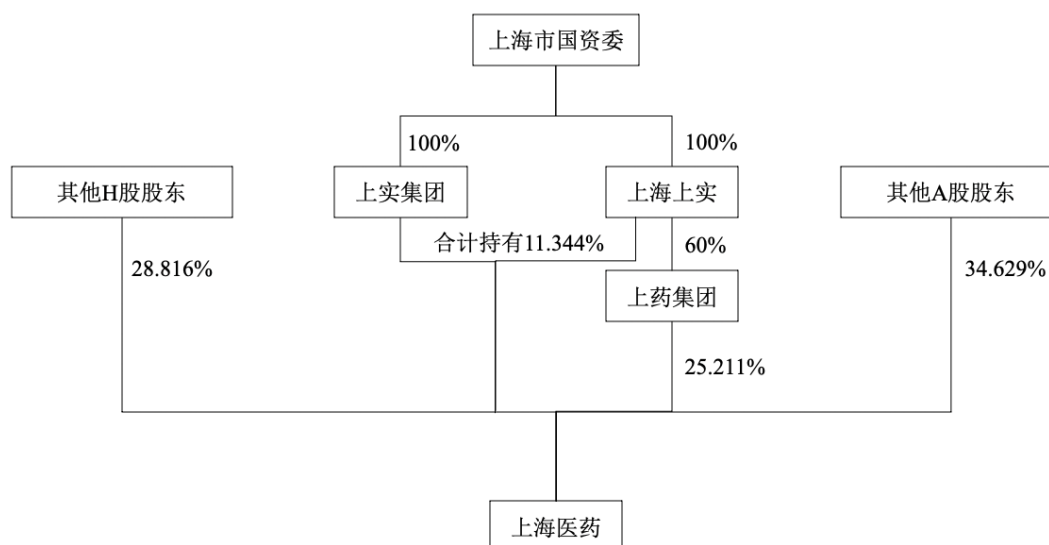 上海市国资委
100%
100%
其他H股股东
上实集团
上海上实
其他A股股东
合计持有11.344%
60%
28.816%
34.629%
上药集团
25.211%
上海医药